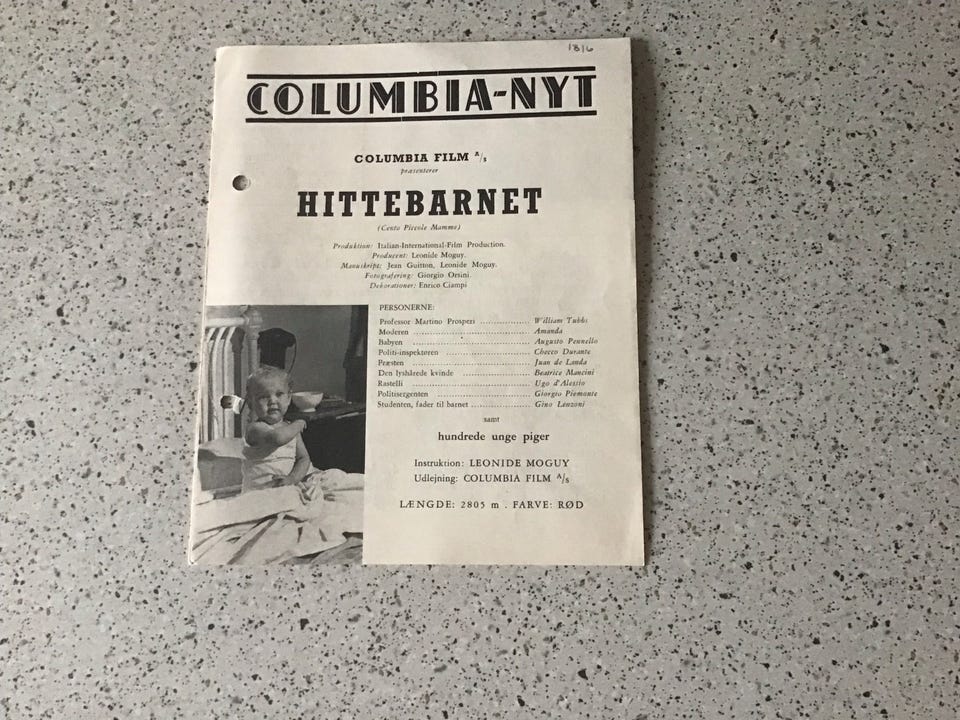 1816
COLUMBIA-NYT
COLUMBIA FILM A/S
præsenterer
HITTEBARNET
(Cento Piccole Mamme)
Produktion: Italian-International-Film Production.
Producent: Leonide Moguy.
Manuskript: Jean Guitton, Leonide Moguy.
Fotografering: Giorgio Orsini.
Dekorationer: Enrico Ciampi
PERSONERNE:
Professor Martino Prosperi .................. William Tubbs
Moderen .................. Amanda
Babyen .................. Augusto Pennello
Politi-inspektøren .................. Checco Durante
Præsten .................. Juan de Landa
Den lyshårede kvinde .................. Beatrice Mancini
Rastelli .................. Ugo d'Alessio
Politisergenten .................. Giorgio Piemonte
Studenten, fader til barnet .................. Gino Lanzoni
samt
hundrede unge piger
Instruktion: LEONIDE MOGUY
Udlejning: COLUMBIA FILM A/S
LÆNGDE: 2805 m . FARVE: RØD